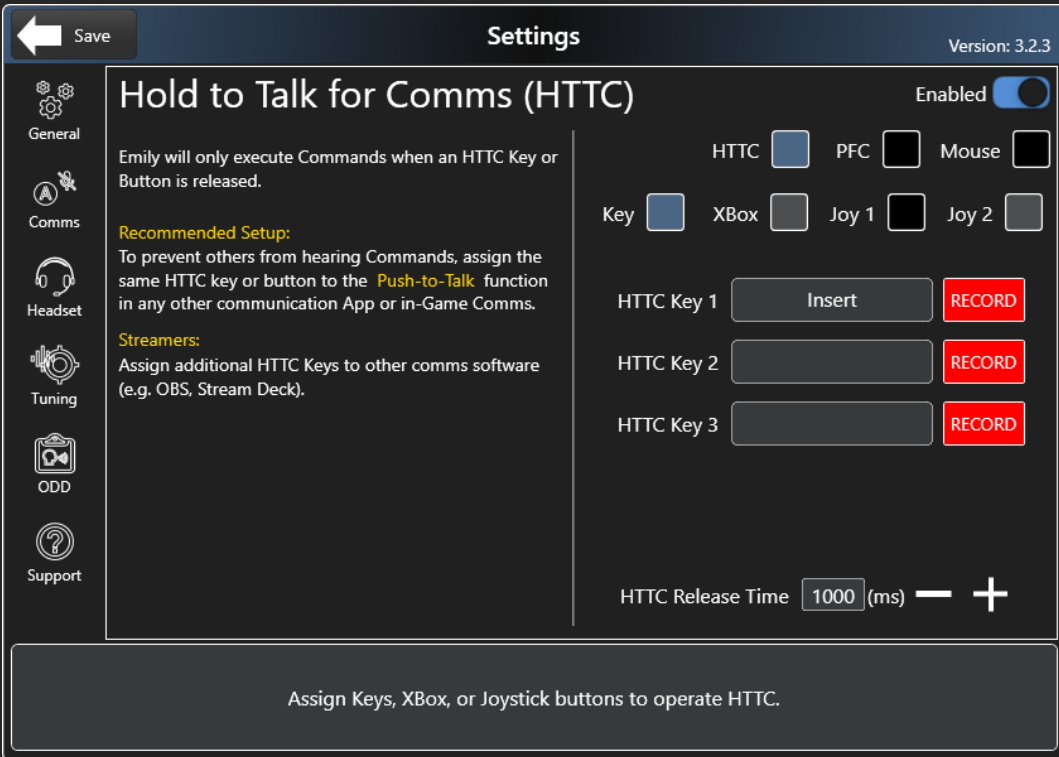 Save
Settings
Version: 3.2.3
General
A
Comms
Headset
Tuning
ODD
?
Support
Hold to Talk for Comms (HTTC)
Enabled
Emily will only execute Commands when an HTTC Key or
Button is released.
Recommended Setup:
To prevent others from hearing Commands, assign the
same HTTC key or button to the Push-to-Talk function
in any other communication App or in-Game Comms.
Streamers:
Assign additional HTTC Keys to other comms software
(e.g. OBS, Stream Deck).
HTTC PFC Mouse
Key XBox Joy 1 Joy 2
HTTC Key 1 Insert RECORD
HTTC Key 2 RECORD
HTTC Key 3 RECORD
HTTC Release Time 1000 (ms)
Assign Keys, XBox, or Joystick buttons to operate HTTC.